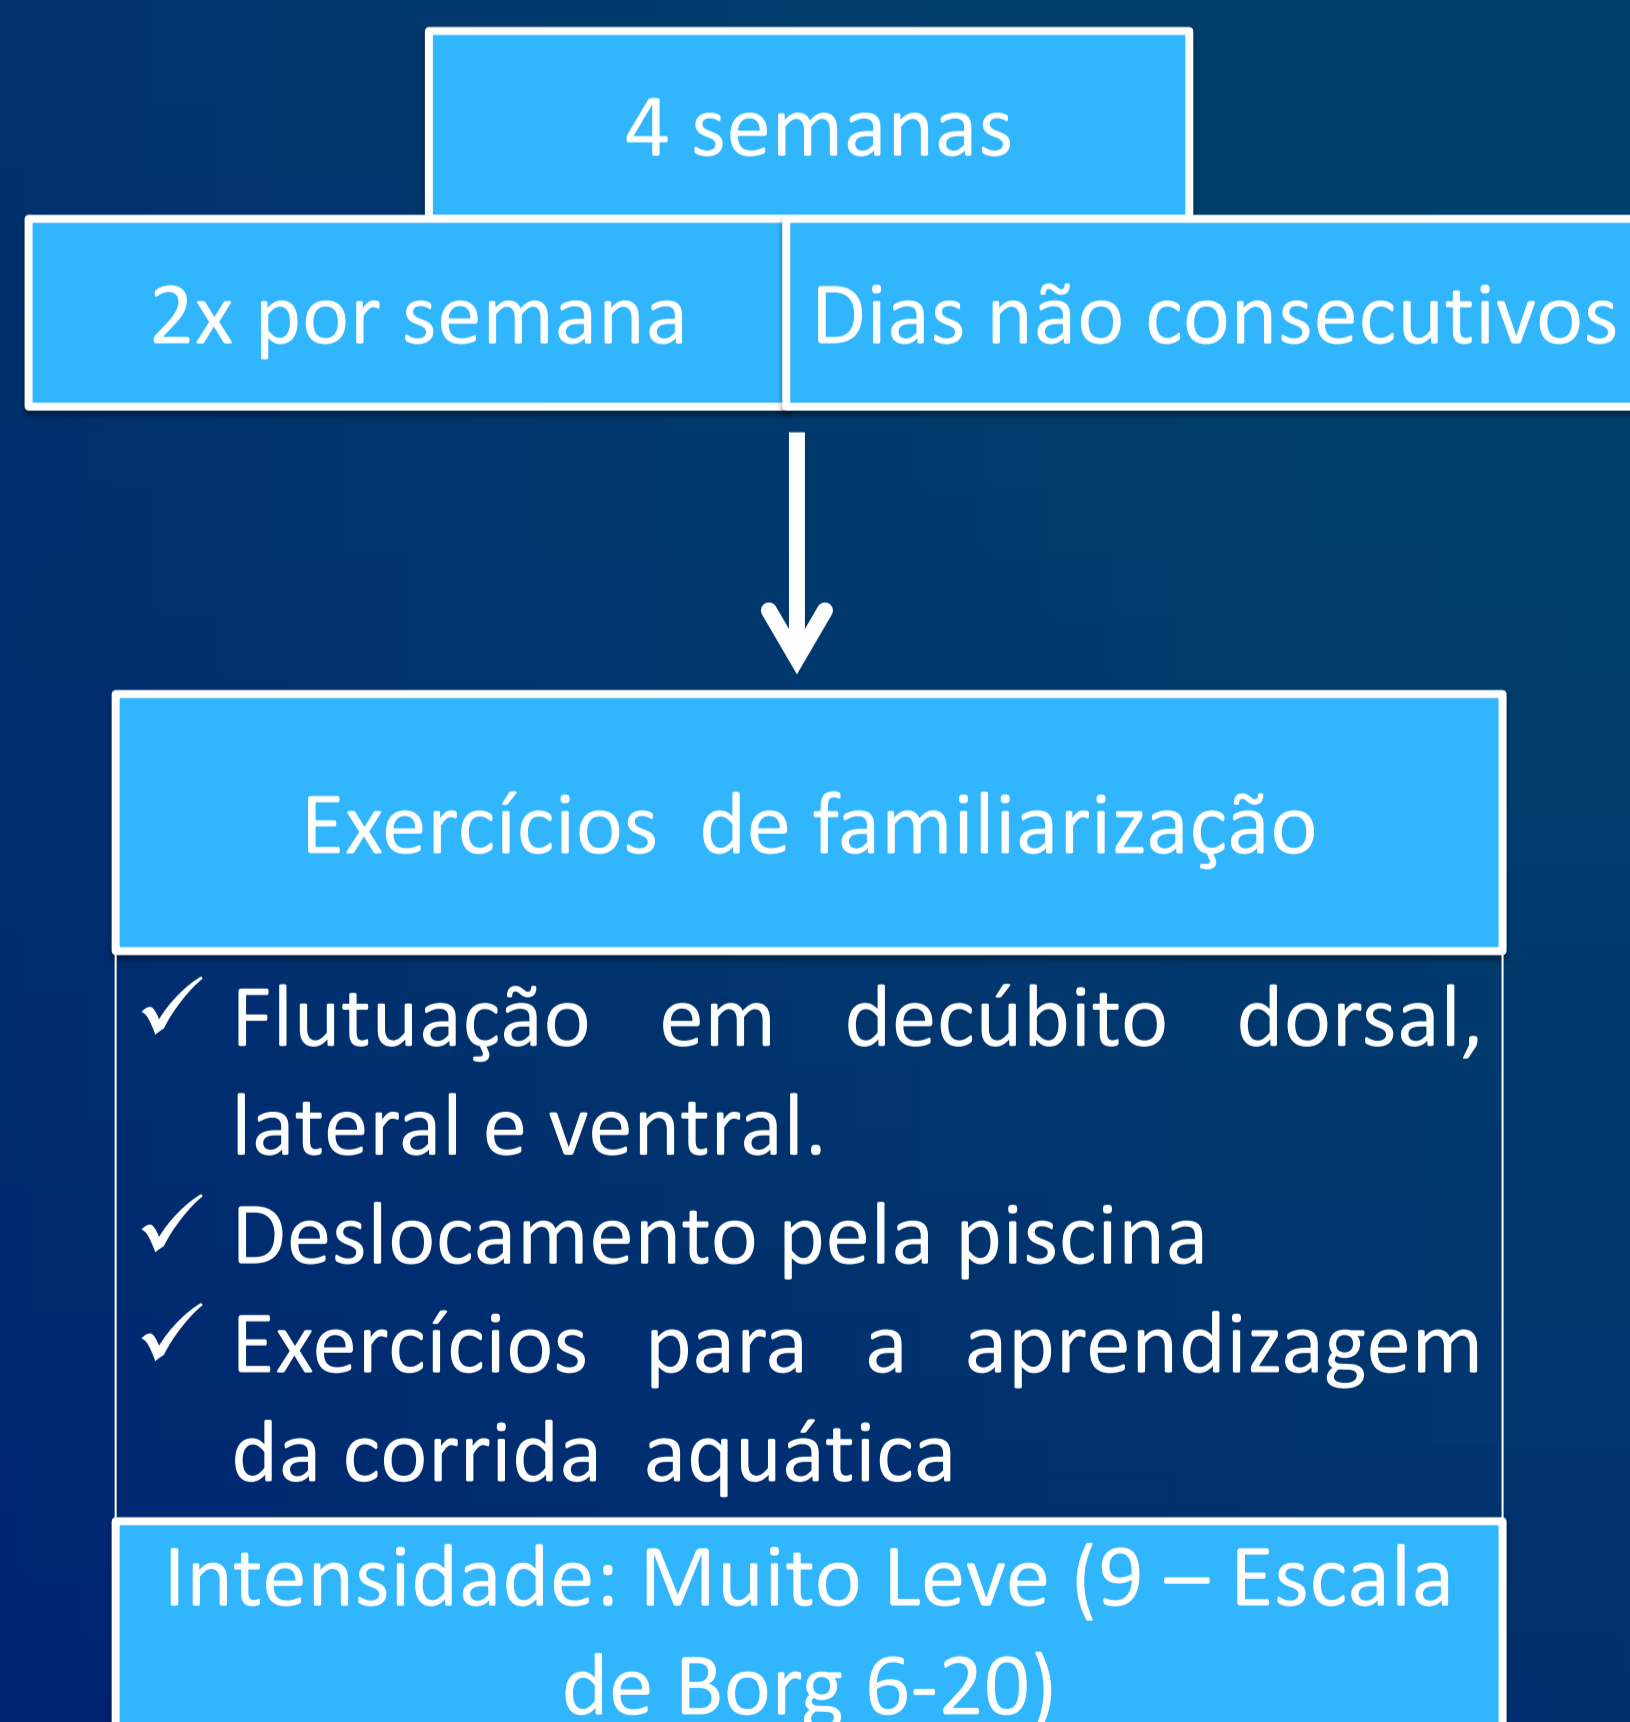 4 semanas
2x por semana
Dias não consecutivos
Exercícios de familiarização
✓ Flutuação em decúbito dorsal,
lateral e ventral.
✓ Deslocamento pela piscina
✓ Exercícios para a aprendizagem
da corrida aquática
Intensidade: Muito Leve (9 – Escala
de Borg 6-20)